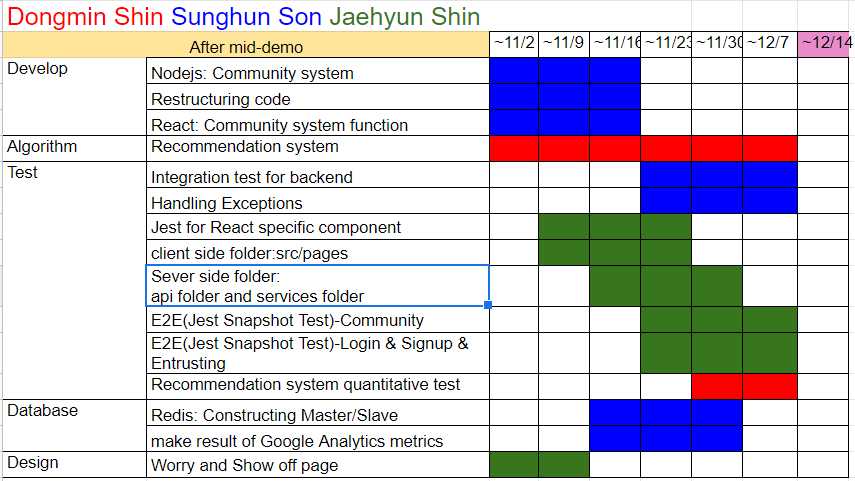 Dongmin Shin Sunghun Son Jaehyun Shin
After mid-demo ~11/2 ~11/9 ~11/16 ~11/23 ~11/30 ~12/7 ~12/14
Develop Nodejs: Community system
Restructuring code
React: Community system function
Algorithm Recommendation system
Test Integration test for backend
Handling Exceptions
Jest for React specific component
client side folder:src/pages
Sever side folder:
api folder and services folder
E2E(Jest Snapshot Test)-Community
E2E(Jest Snapshot Test)-Login & Signup &
Entrusting
Recommendation system quantitative test
Database Redis: Constructing Master/Slave
make result of Google Analytics metrics
Design Worry and Show off page